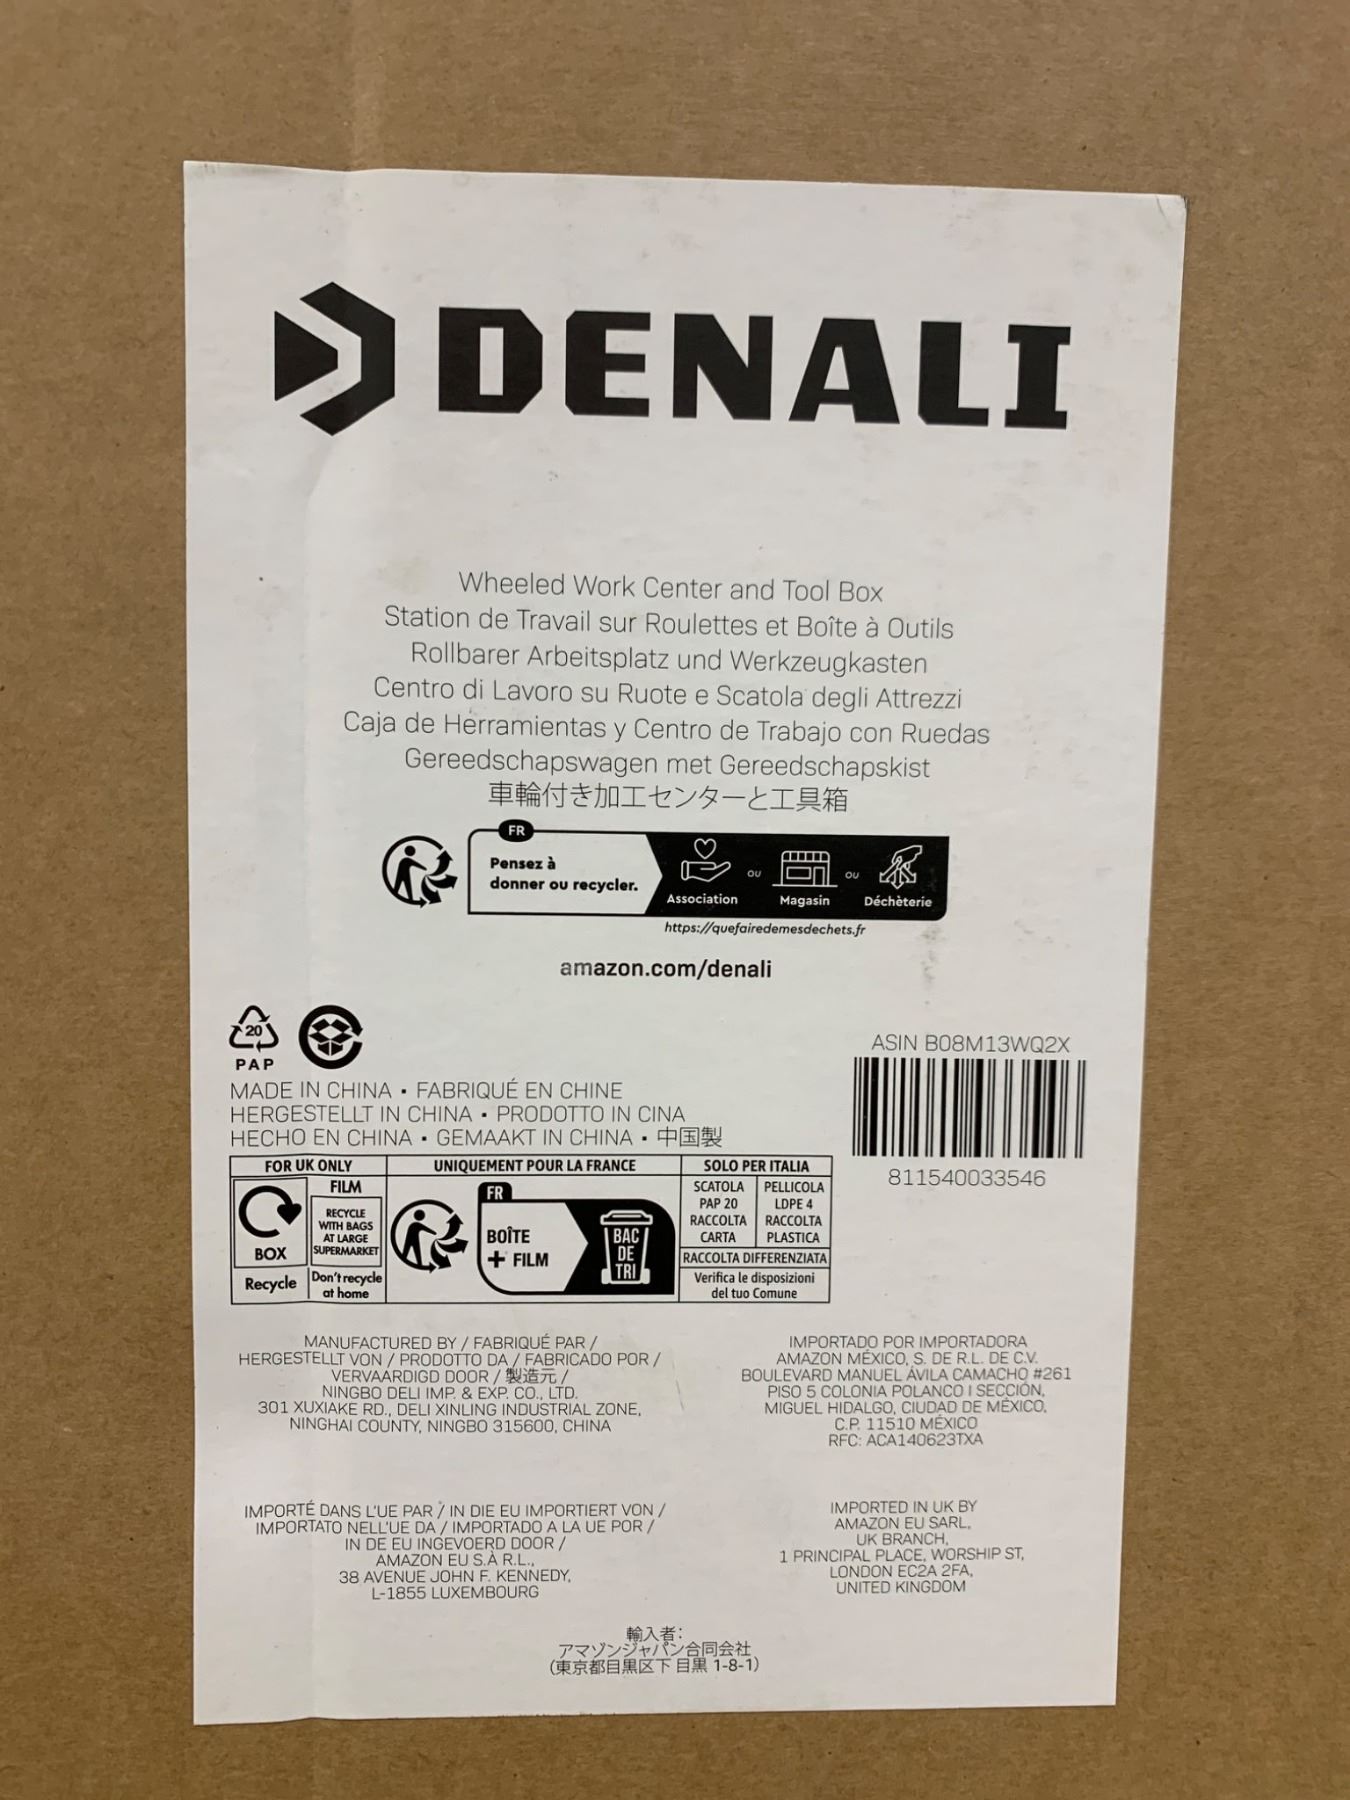 DENALI
Wheeled Work Center and Tool Box
Station de Travail sur Roulettes et Boîte à Outils
Rollbarer Arbeitsplatz und Werkzeugkasten
Centro di Lavoro su Ruote e Scatola degli Attrezzi
Caja de Herramientas y Centro de Trabajo con Ruedas
Gereedschapswagen met Gereedschapskist
車輪付き加工センターと工具箱
FR
Pensez à
donner ou recycler.
Association
ou
Magasin
ou
Déchèterie
https://quefairedemesdechets.fr
amazon.com/denali
20
PAP
MADE IN CHINA • FABRIQUÉ EN CHINE
HERGESTELLT IN CHINA • PRODOTTO IN CINA
HECHO EN CHINA • GEMAAKT IN CHINA • 中国製
ASIN B08M13WQ2X
811540033546
FOR UK ONLY
BOX
Recycle
FILM
RECYCLE
WITH BAGS
AT LARGE
SUPERMARKET
Don't recycle
at home
UNIQUEMENT POUR LA FRANCE
FR
BOÎTE
+ FILM
BAC
DE
TRI
SOLO PER ITALIA
SCATOLA
PAP 20
RACCOLTA
CARTA
PELLICOLA
LDPE 4
RACCOLTA
PLASTICA
RACCOLTA DIFFERENZIATA
Verifica le disposizioni
del tuo Comune
MANUFACTURED BY / FABRIQUÉ PAR /
HERGESTELLT VON / PRODOTTO DA / FABRICADO POR /
VERVAARDIGD DOOR / 製造元 /
NINGBO DELI IMP. & EXP. CO., LTD.
301 XUXIAKE RD., DELI XINLING INDUSTRIAL ZONE,
NINGHAI COUNTY, NINGBO 315600, CHINA
IMPORTADO POR IMPORTADORA
AMAZON MÉXICO, S. DE R.L. DE C.V.
BOULEVARD MANUEL ÁVILA CAMACHO #261
PISO 5 COLONIA POLANCO I SECCIÓN,
MIGUEL HIDALGO, CIUDAD DE MÉXICO,
C.P. 11510 MÉXICO
RFC: ACA140623TXA
IMPORTÉ DANS L'UE PAR / IN DIE EU IMPORTIERT VON /
IMPORTATO NELL'UE DA / IMPORTADO A LA UE POR /
IN DE EU INGEVOERD DOOR /
AMAZON EU S.À R.L.,
38 AVENUE JOHN F. KENNEDY,
L-1855 LUXEMBOURG
IMPORTED IN UK BY
AMAZON EU SARL,
UK BRANCH,
1 PRINCIPAL PLACE, WORSHIP ST,
LONDON EC2A 2FA,
UNITED KINGDOM
輸入者:
アマゾンジャパン合同会社
(東京都目黒区下目黒 1-8-1)